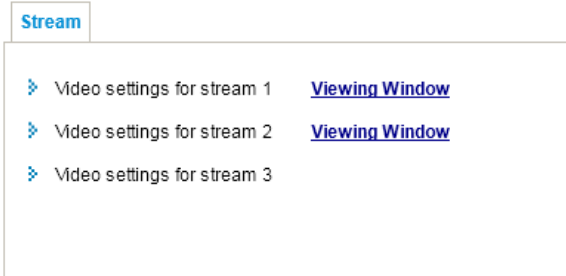 Stream
Video settings for stream 1 Viewing Window
Video settings for stream 2 Viewing Window
Video settings for stream 3